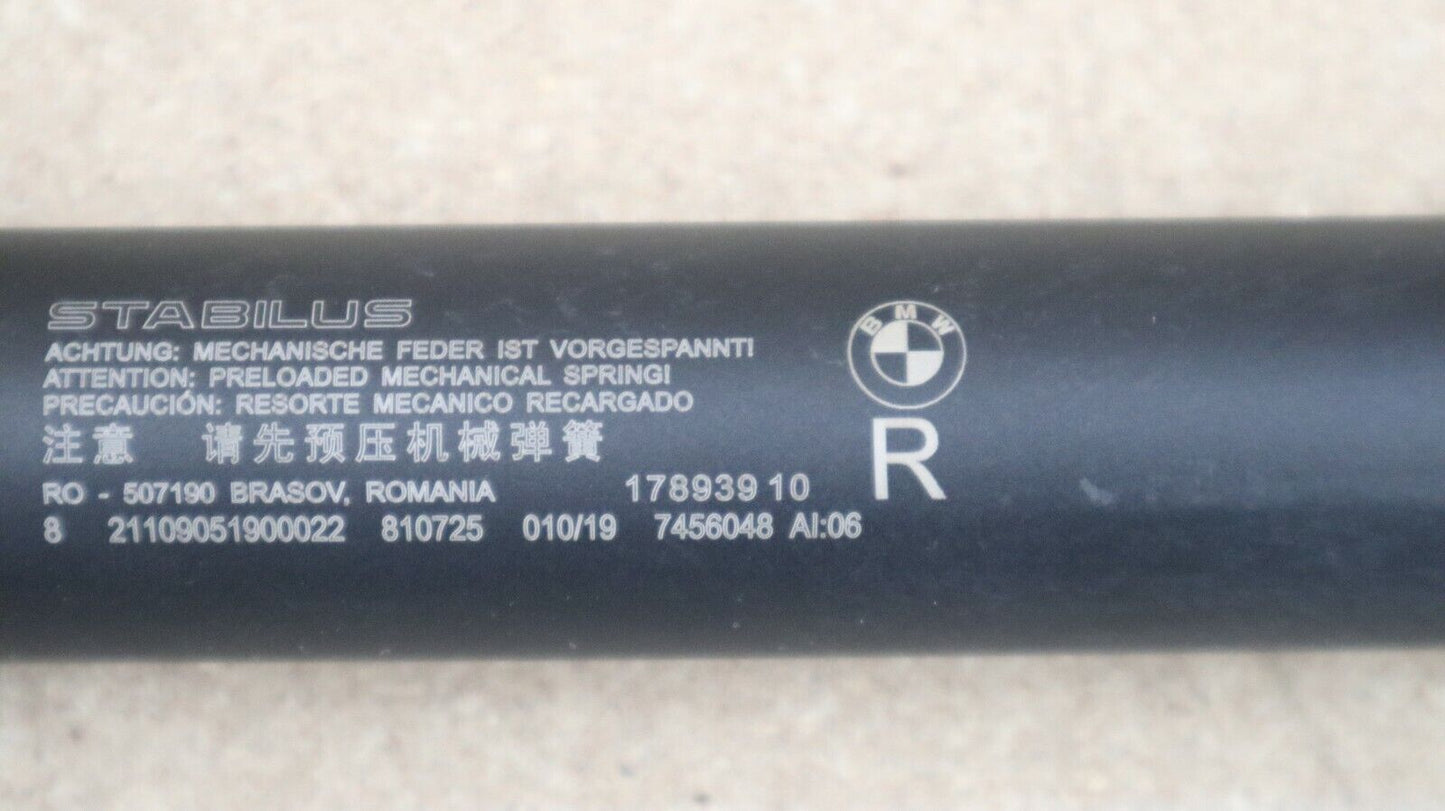 STABILUS
ACHTUNG: MECHANISCHE FEDER IST VORGESPANNT!
ATTENTION: PRELOADED MECHANICAL SPRING!
PRECAUCIÓN: RESORTE MECANICO RECARGADO
注意 请先预压机械弹簧
RO - 507190 BRASOV, ROMANIA 178939 10
8 21109051900022 810725 010/19 7456048 AI:06
BMW
R